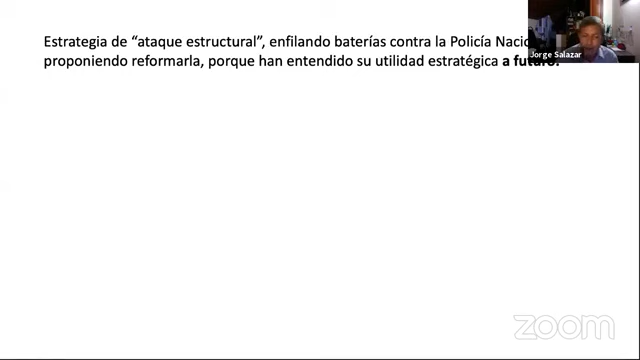 Estrategia de “ataque estructural”, enfilando baterías contra la Policía Nacio
proponiendo reformarla, porque han entendido su utilidad estratégica a futuro.
Jorge Salazar
zoom